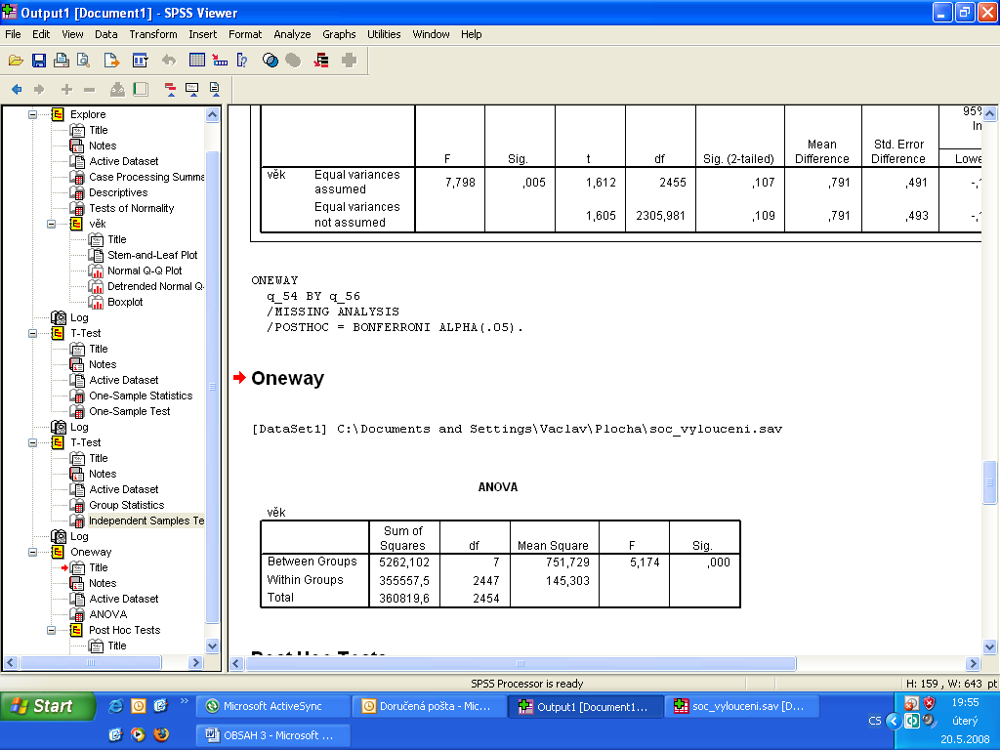 Output1 [Document1] - SPSS Viewer
File Edit View Data Transform Insert Format Analyze Graphs Utilities Window Help
Explore
Title
Notes
Active Dataset
Case Processing Summa
Descriptives
Tests of Normality
věk
Title
Stem-and-Leaf Plot
Normal Q-Q Plot
Detrended Normal Q-
Boxplot
Log
T-Test
Title
Notes
Active Dataset
One-Sample Statistics
One-Sample Test
Log
T-Test
Title
Notes
Active Dataset
Group Statistics
Independent Samples Te
Log
Oneway
Title
Notes
Active Dataset
ANOVA
Post Hoc Tests
Title
95%
In
Mean Std. Error
F Sig. t df Sig. (2-tailed) Difference Difference Lowe
věk Equal variances assumed 7,798 ,005 1,612 2455 ,107 ,791 ,491
Equal variances not assumed 1,605 2305,981 ,109 ,791 ,493
ONEWAY
q_54 BY q_56
/MISSING ANALYSIS
/POSTHOC = BONFERRONI ALPHA(.05).
Oneway
[DataSet1] C:\Documents and Settings\Vaclav\Plocha\soc_vylouceni.sav
ANOVA
věk
Sum of Squares df Mean Square F Sig.
Between Groups 5262,102 7 751,729 5,174 ,000
Within Groups 355557,5 2447 145,303
Total 360819,6 2454
Post Hoc Tests
SPSS Processor is ready H: 159 , W: 643 pt
Start
Microsoft ActiveSync
Doručená pošta - Mic...
Output1 [Document1...
soc_vylouceni.sav [D...
OBSAH 3 - Microsoft ...
CS
19:55
úterý
20.5.2008